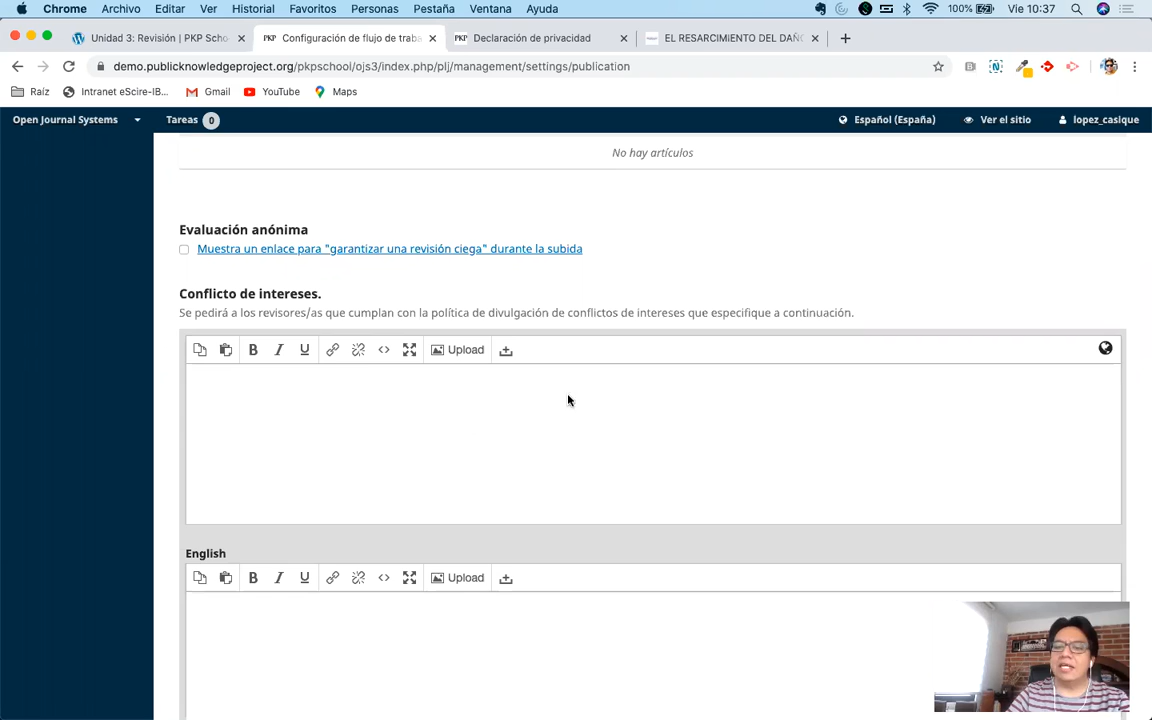 Chrome Archivo Editar Ver Historial Favoritos Personas Pestaña Ventana Ayuda 100% Vie 10:37
Unidad 3: Revisión | PKP Scho
PKP Configuración de flujo de traba
PKP Declaración de privacidad
EL RESARCIMIENTO DEL DAÑO
demo.publicknowledgeproject.org/pkpschool/ojs3/index.php/plj/management/settings/publication
Raíz Intranet eScire-IB... Gmail YouTube Maps
Open Journal Systems Tareas 0 Español (España) Ver el sitio lopez_casique
No hay artículos
Evaluación anónima
Muestra un enlace para "garantizar una revisión ciega" durante la subida
Conflicto de intereses.
Se pedirá a los revisores/as que cumplan con la política de divulgación de conflictos de intereses que especifique a continuación.
B I U Upload
English
B I U Upload